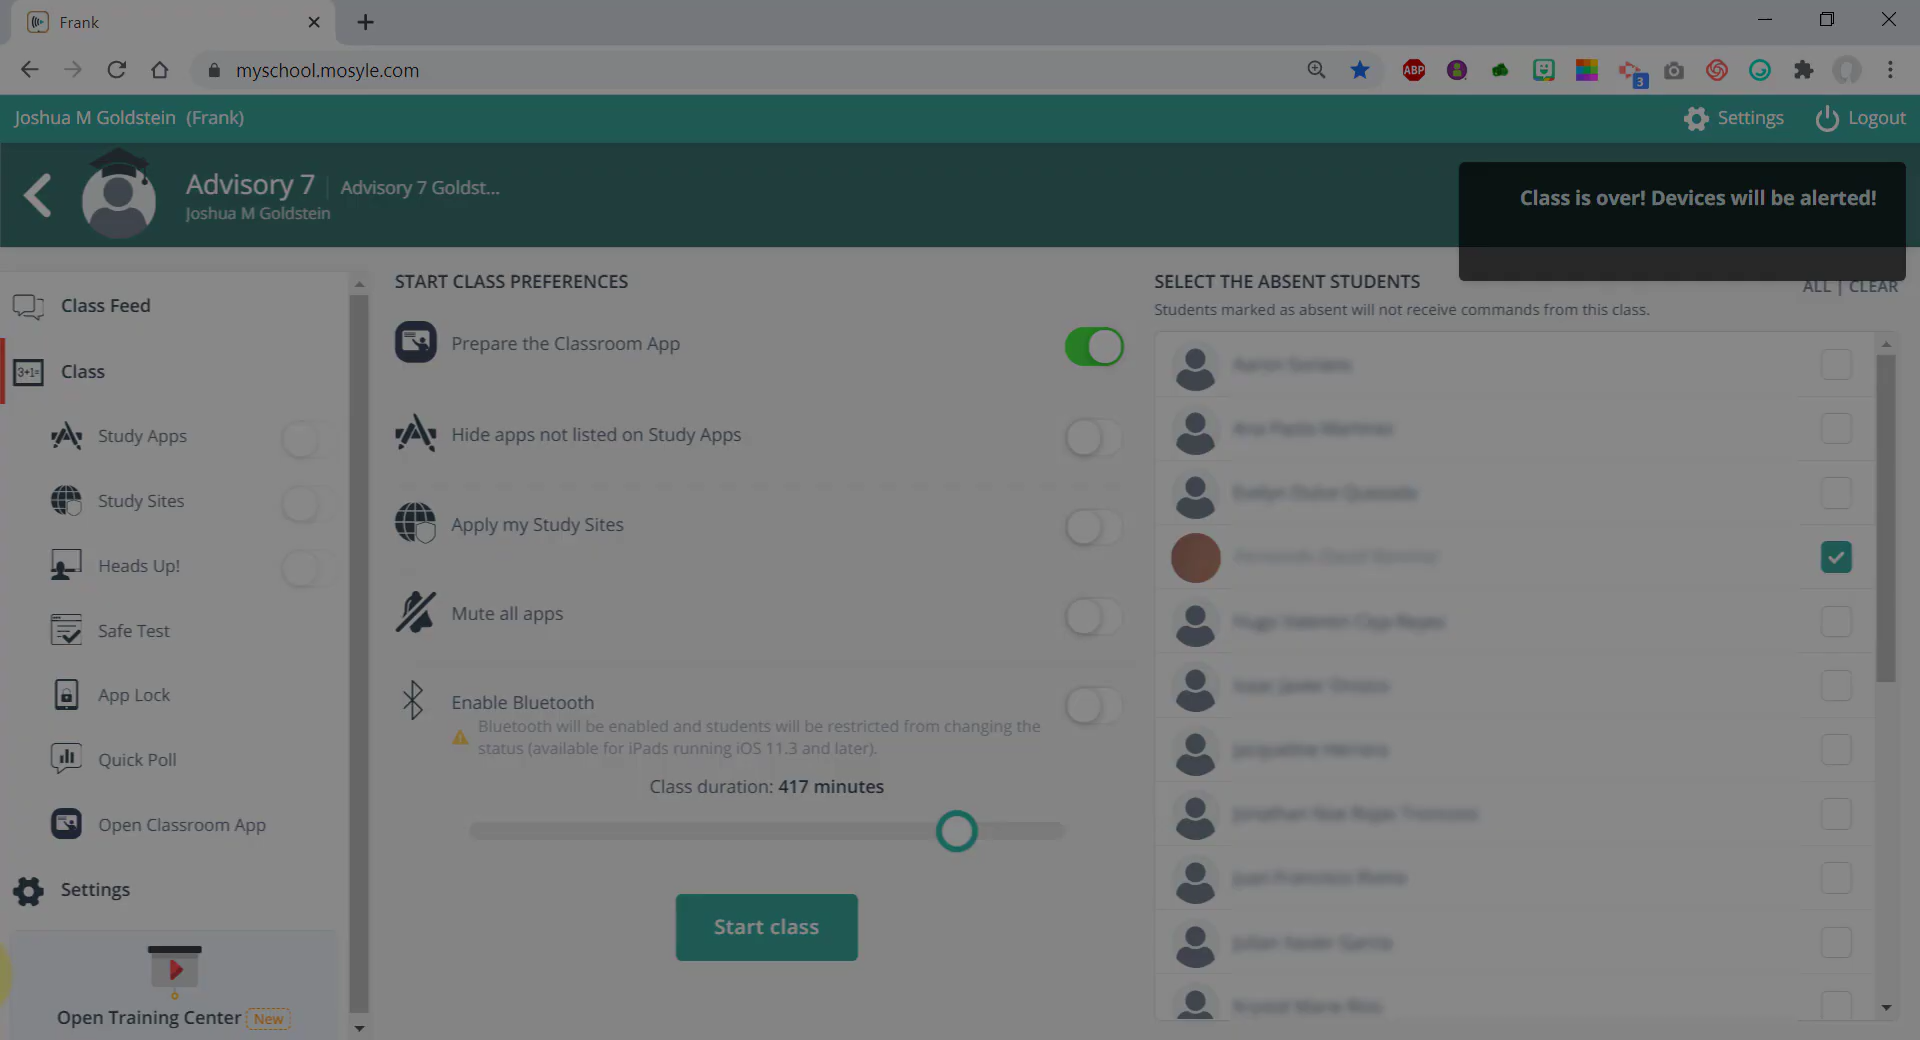 Frank
myschool.mosyle.com
ABP
3
Joshua M Goldstein (Frank)
Settings
Logout
Advisory 7
Advisory 7 Goldst...
Joshua M Goldstein
Class is over! Devices will be alerted!
Class Feed
3+1=
Class
Study Apps
Study Sites
Heads Up!
Safe Test
App Lock
Quick Poll
Open Classroom App
Settings
Open Training Center New
START CLASS PREFERENCES
Prepare the Classroom App
Hide apps not listed on Study Apps
Apply my Study Sites
Mute all apps
Enable Bluetooth
Bluetooth will be enabled and students will be restricted from changing the
status (available for iPads running iOS 11.3 and later).
Class duration: 417 minutes
Start class
SELECT THE ABSENT STUDENTS
ALL | CLEAR
Students marked as absent will not receive commands from this class.